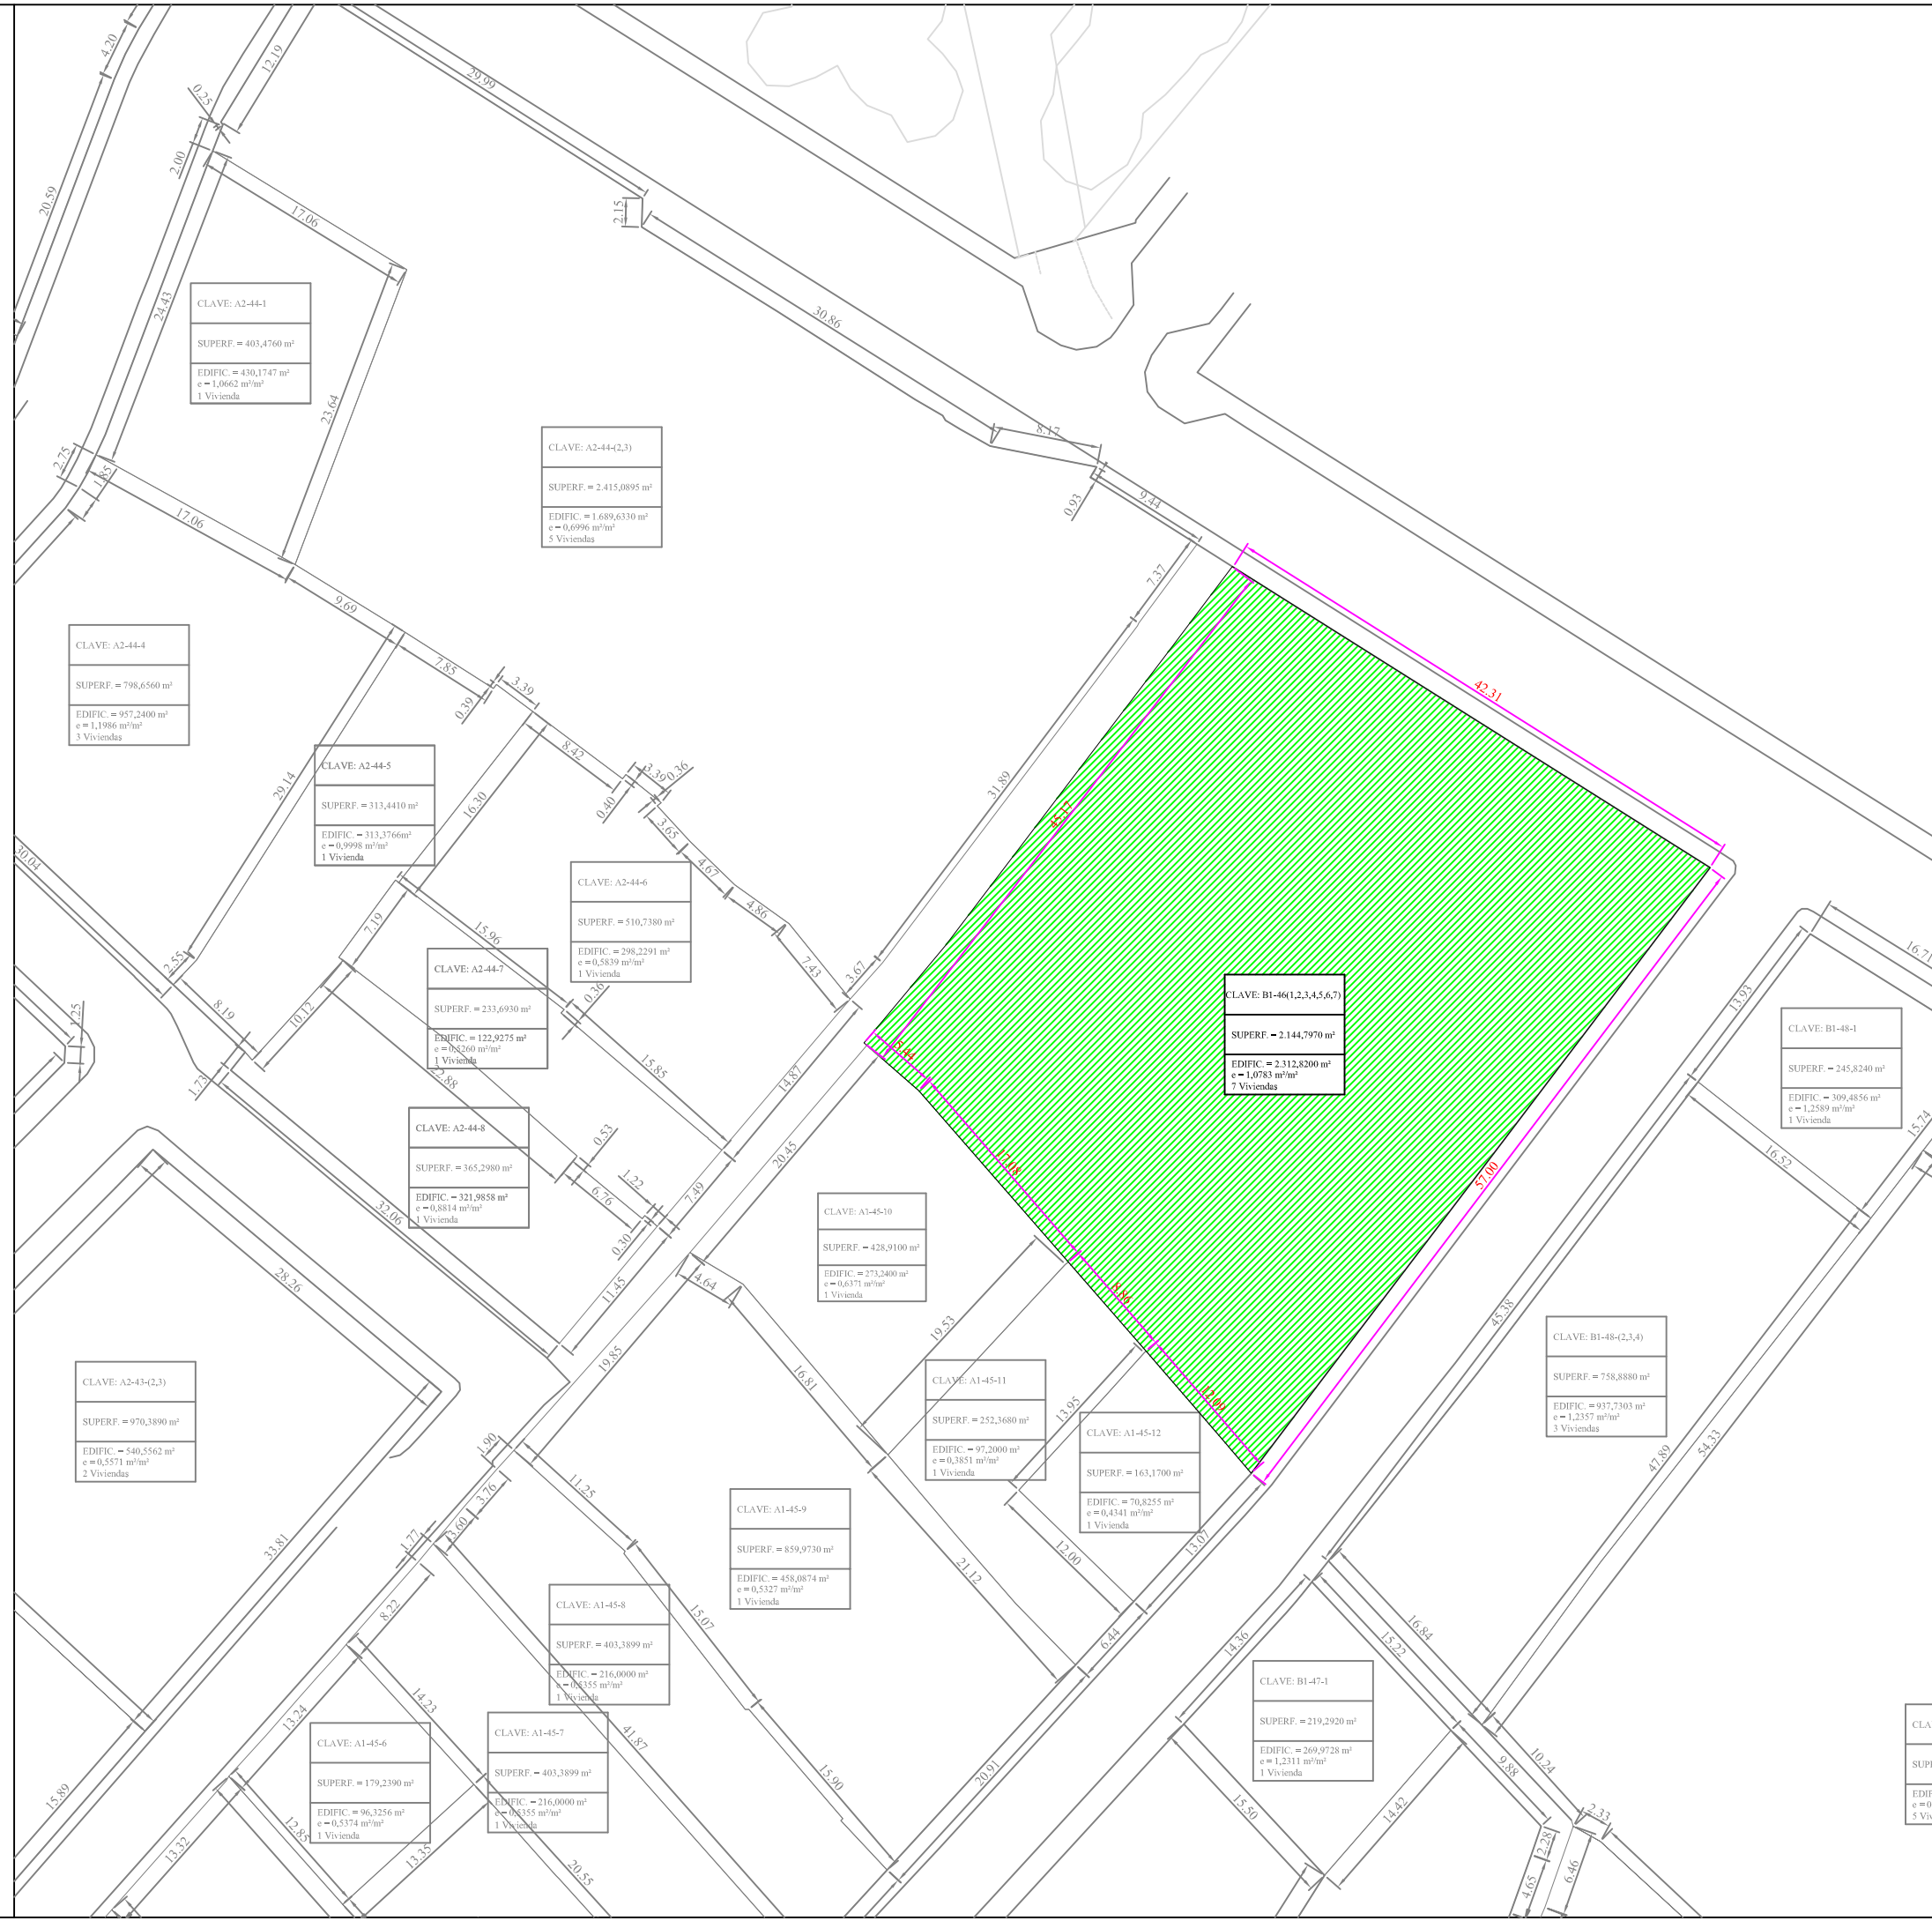 4.20
12.19
29.99
0.25
2.00
20.59
17.06
2.15
24.43
CLAVE: A2-44-1
SUPERF. = 403,4760 m²
EDIFIC. = 430,1747 m²
e = 1,0662 m²/m²
1 Vivienda
30.86
23.64
8.17
CLAVE: A2-44-(2,3)
SUPERF. = 2.415,0895 m²
EDIFIC. = 1.689,6330 m²
e = 0,6996 m²/m²
5 Viviendas
2.75
1.85
17.06
0.93
9.44
7.37
9.69
CLAVE: A2-44-4
SUPERF. = 798,6560 m²
EDIFIC. = 957,2400 m²
e = 1,1986 m²/m²
3 Viviendas
7.85
0.39
3.39
42.31
8.42
3.39
0.36
0.40
29.14
CLAVE: A2-44-5
SUPERF. = 313,4410 m²
EDIFIC. = 313,3766m²
e = 0,9998 m²/m²
1 Vivienda
16.30
31.89
45.17
3.65
4.67
30.04
CLAVE: A2-44-6
SUPERF. = 510,7380 m²
EDIFIC. = 298,2291 m²
e = 0,5839 m²/m²
1 Vivienda
4.86
7.19
15.96
7.43
3.67
2.55
CLAVE: A2-44-7
SUPERF. = 233,6930 m²
EDIFIC. = 122,9275 m²
e = 0,5260 m²/m²
1 Vivienda
0.36
8.19
10.12
1.25
16.71
13.93
CLAVE: B1-46(1,2,3,4,5,6,7)
SUPERF. = 2.144,7970 m²
EDIFIC. = 2.312,8200 m²
e = 1,0783 m²/m²
7 Viviendas
CLAVE: B1-48-1
SUPERF. = 245,8240 m²
EDIFIC. = 309,4856 m²
e = 1,2589 m²/m²
1 Vivienda
5.44
1.73
22.88
15.85
14.87
CLAVE: A2-44-8
SUPERF. = 365,2980 m²
EDIFIC. = 321,9858 m²
e = 0,8814 m²/m²
1 Vivienda
0.53
20.45
17.08
57.00
15.74
16.52
1.22
7.49
6.76
0.30
32.06
CLAVE: A1-45-10
SUPERF. = 428,9100 m²
EDIFIC. = 273,2400 m²
e = 0,6371 m²/m²
1 Vivienda
28.26
11.45
4.64
8.86
19.53
45.38
CLAVE: B1-48-(2,3,4)
SUPERF. = 758,8880 m²
EDIFIC. = 937,7303 m²
e = 1,2357 m²/m²
3 Viviendas
19.85
16.81
CLAVE: A2-43-(2,3)
SUPERF. = 970,3890 m²
EDIFIC. = 540,5562 m²
e = 0,5571 m²/m²
2 Viviendas
CLAVE: A1-45-11
SUPERF. = 252,3680 m²
EDIFIC. = 97,2000 m²
e = 0,3851 m²/m²
1 Vivienda
13.95
12.09
CLAVE: A1-45-12
SUPERF. = 163,1700 m²
EDIFIC. = 70,8255 m²
e = 0,4341 m²/m²
1 Vivienda
1.90
11.25
3.76
47.89
54.33
CLAVE: A1-45-9
SUPERF. = 859,9730 m²
EDIFIC. = 458,0874 m²
e = 0,5327 m²/m²
1 Vivienda
33.81
1.77
3.60
21.12
12.00
13.07
CLAVE: A1-45-8
SUPERF. = 403,3899 m²
EDIFIC. = 216,0000 m²
e = 0,5355 m²/m²
1 Vivienda
8.22
15.07
6.44
14.36
16.84
15.22
CLAVE: B1-47-1
SUPERF. = 219,2920 m²
EDIFIC. = 269,9728 m²
e = 1,2311 m²/m²
1 Vivienda
14.23
13.24
41.87
CLAVE: A1-45-6
SUPERF. = 179,2390 m²
EDIFIC. = 96,3256 m²
e = 0,5374 m²/m²
1 Vivienda
CLAVE: A1-45-7
SUPERF. = 403,3899 m²
EDIFIC. = 216,0000 m²
e = 0,5355 m²/m²
1 Vivienda
15.90
20.91
10.24
9.88
15.89
15.50
14.42
2.33
12.85
13.32
13.35
20.55
2.28
4.65
6.46